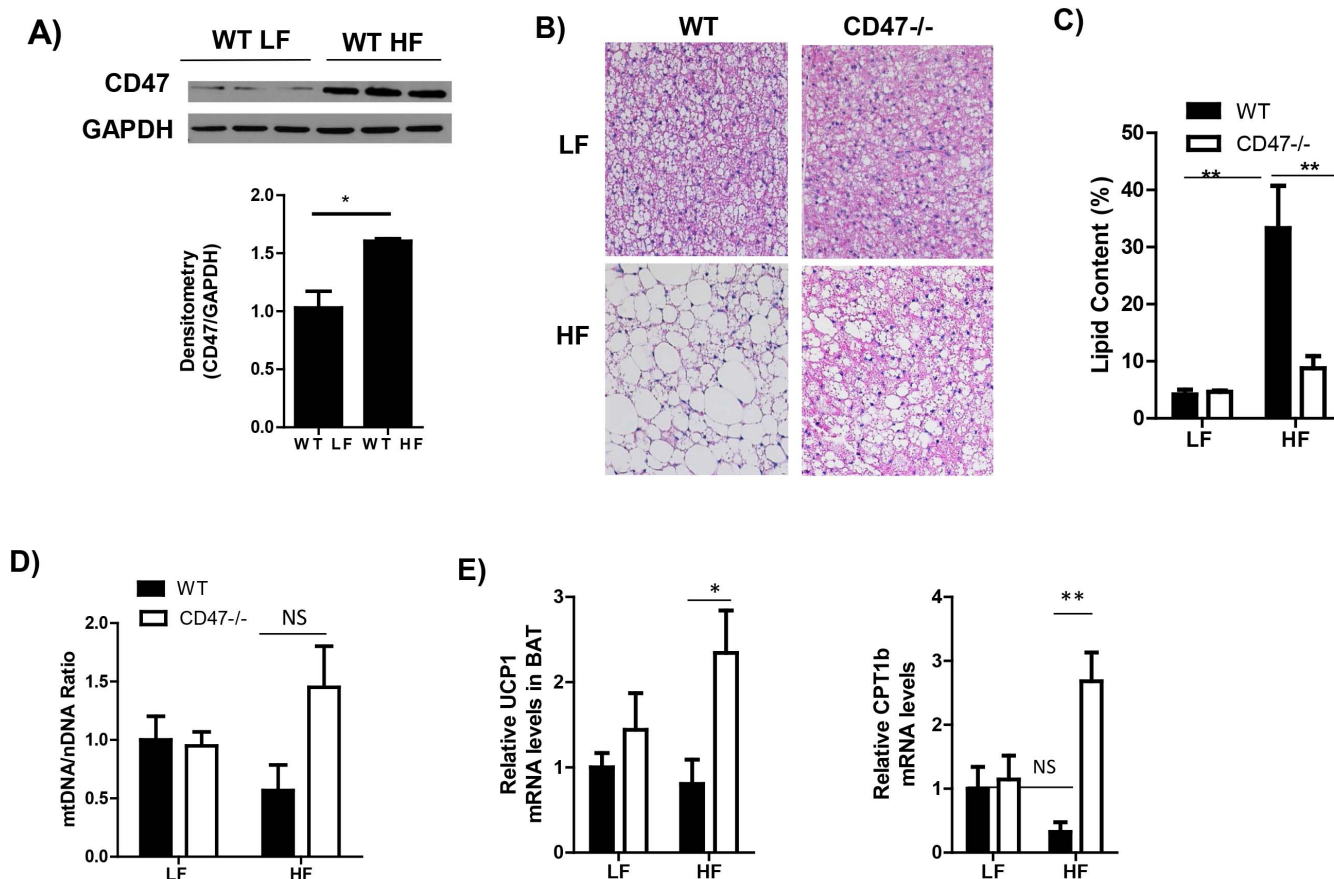 A)
WT LF
WT HF
CD47
GAPDH
*
Densitometry
(CD47/GAPDH)
2.0
1.5
1.0
0.5
0.0
WT LF
WT HF
B)
WT
CD47-/-
LF
HF
C)
WT
CD47-/-
**
**
Lipid Content (%)
50
40
30
20
10
0
LF
HF
D)
WT
CD47-/-
NS
mtDNA/nDNA Ratio
2.0
1.5
1.0
0.5
0.0
LF
HF
E)
*
Relative UCP1
mRNA levels in BAT
3
2
1
0
LF
HF
**
NS
Relative CPT1b
mRNA levels
4
3
2
1
0
LF
HF